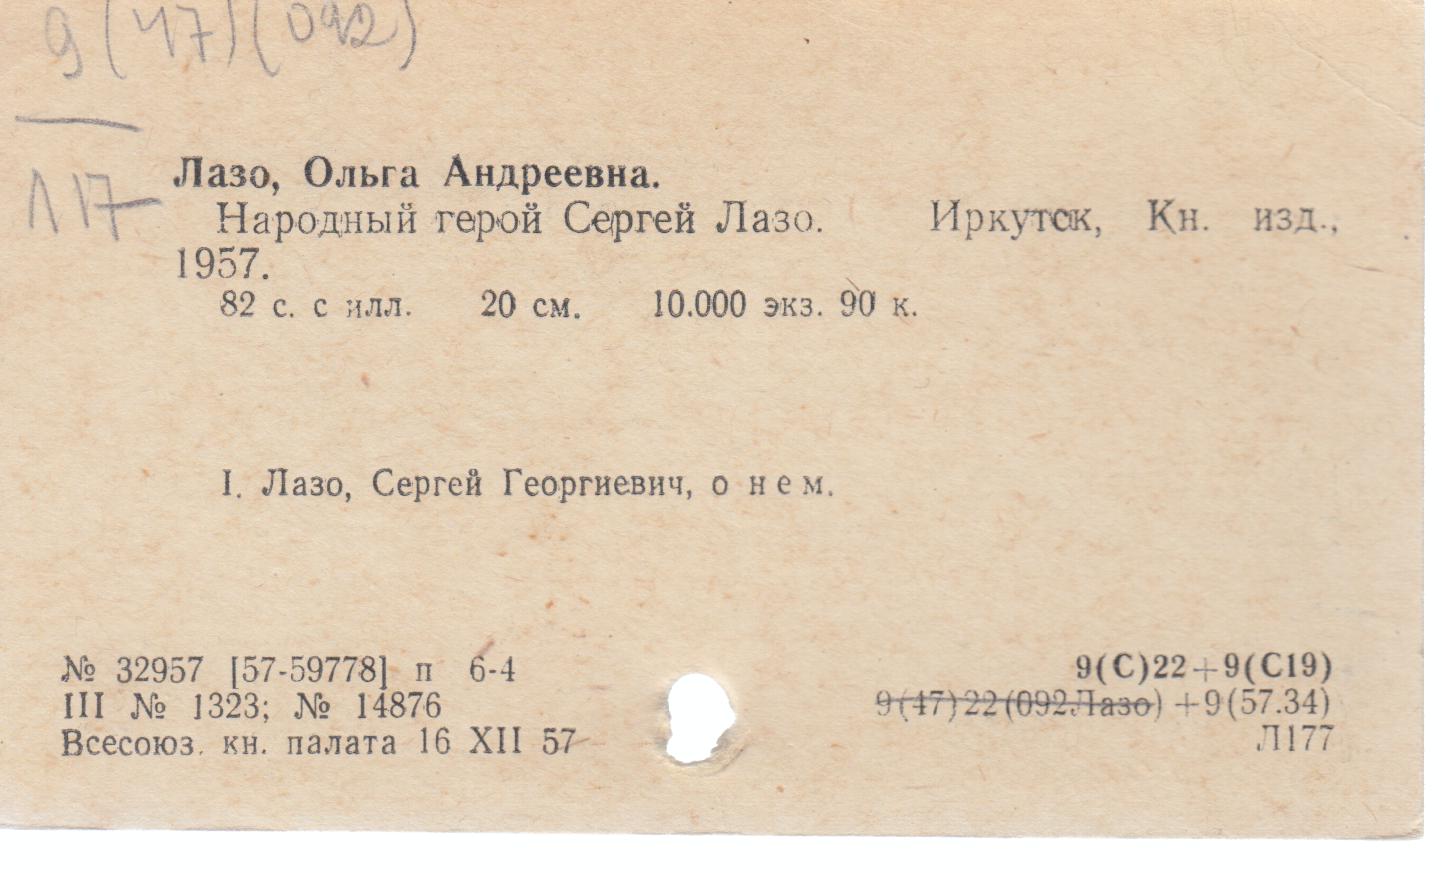 9(47)(092)
Л17
Лазо, Ольга Андреевна.
Народный герой Сергей Лазо. Иркутск, Кн. изд.,
1957.
82 с. с илл. 20 см. 10.000 экз. 90 к.
I. Лазо, Сергей Георгиевич, о нем.
№ 32957 [57-59778] п 6-4
III № 1323; № 14876
Всесоюз. кн. палата 16 XII 57
9(С)22+9(С19)
9(47)22(092Лазо)+9(57.34)
Л177